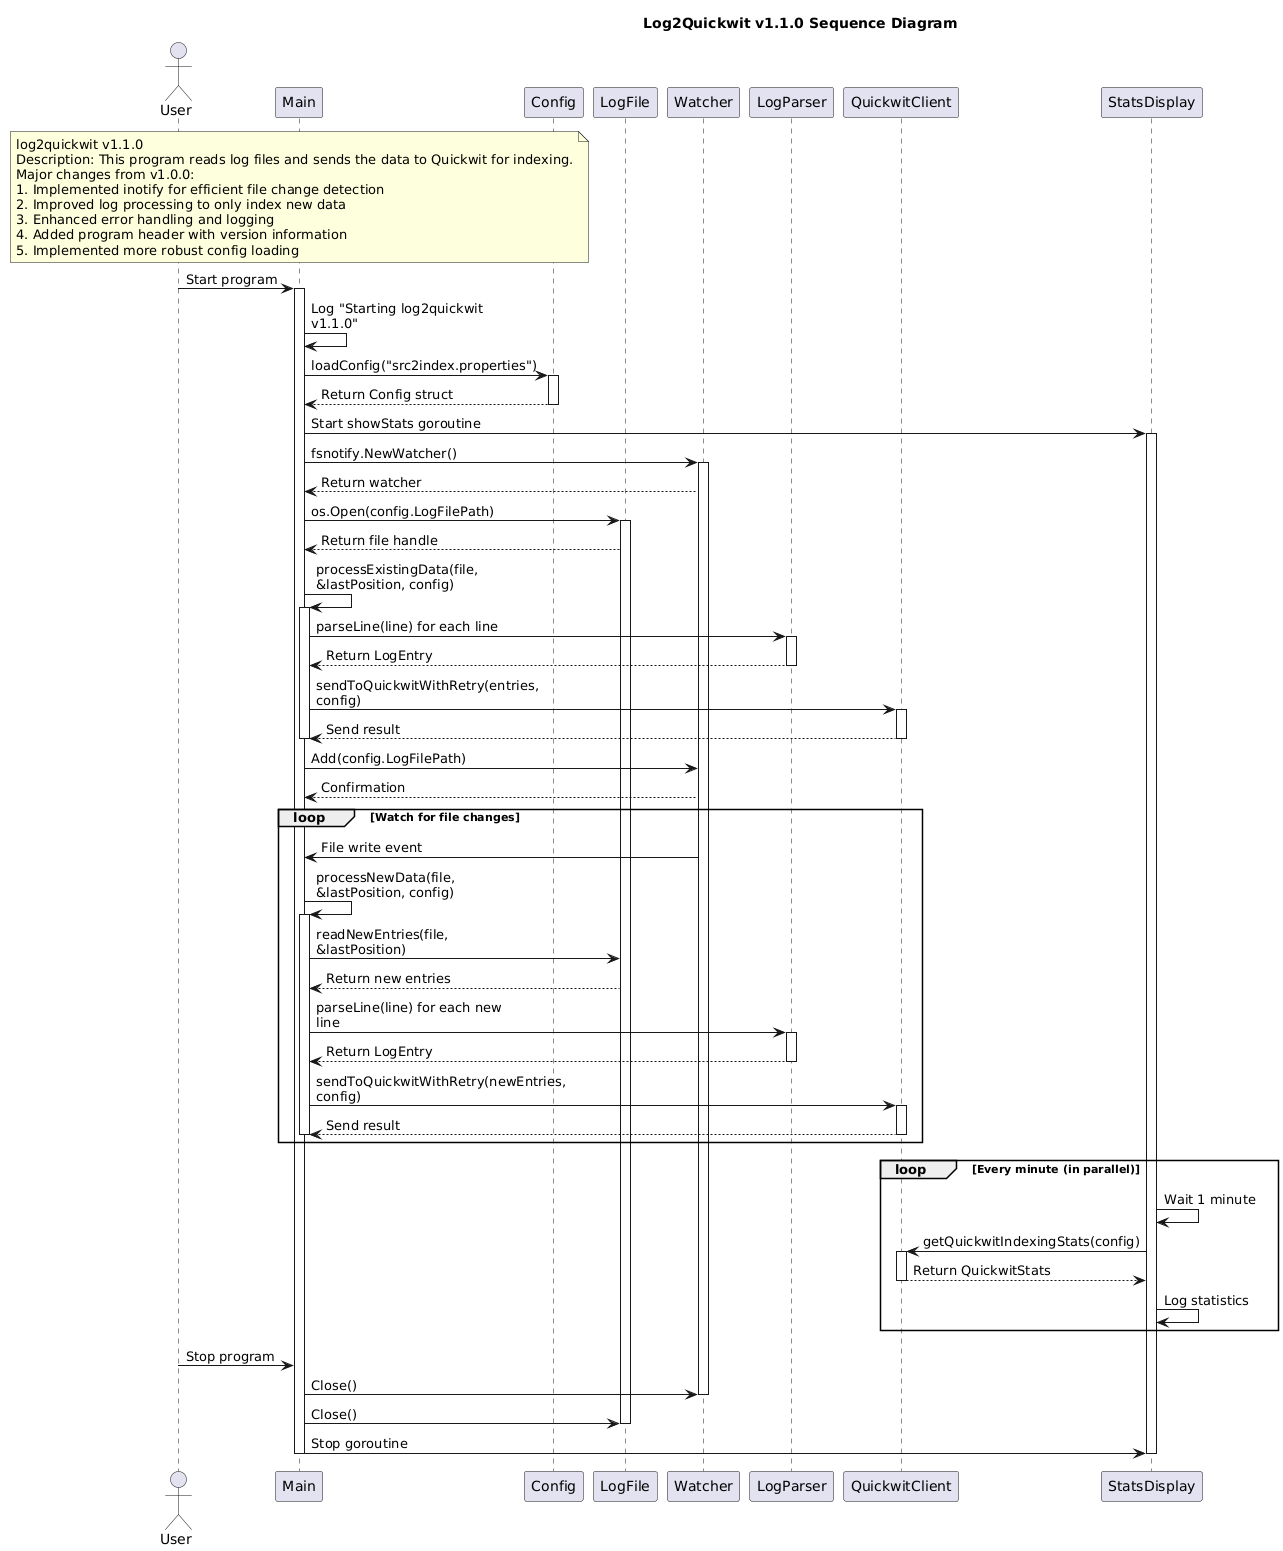 Log2Quickwit v1.1.0 Sequence Diagram
User
Main
Config
LogFile
Watcher
LogParser
QuickwitClient
StatsDisplay
log2quickwit v1.1.0
Description: This program reads log files and sends the data to Quickwit for indexing.
Major changes from v1.0.0:
1. Implemented inotify for efficient file change detection
2. Improved log processing to only index new data
3. Enhanced error handling and logging
4. Added program header with version information
5. Implemented more robust config loading
Start program
Log "Starting log2quickwit
v1.1.0"
loadConfig("src2index.properties")
Return Config struct
Start showStats goroutine
fsnotify.NewWatcher()
Return watcher
os.Open(config.LogFilePath)
Return file handle
processExistingData(file,
&lastPosition, config)
parseLine(line) for each line
Return LogEntry
sendToQuickwitWithRetry(entries,
config)
Send result
Add(config.LogFilePath)
Confirmation
loop [Watch for file changes]
File write event
processNewData(file,
&lastPosition, config)
readNewEntries(file,
&lastPosition)
Return new entries
parseLine(line) for each new
line
Return LogEntry
sendToQuickwitWithRetry(newEntries,
config)
Send result
loop [Every minute (in parallel)]
Wait 1 minute
getQuickwitIndexingStats(config)
Return QuickwitStats
Log statistics
Stop program
Close()
Close()
Stop goroutine
User
Main
Config
LogFile
Watcher
LogParser
QuickwitClient
StatsDisplay